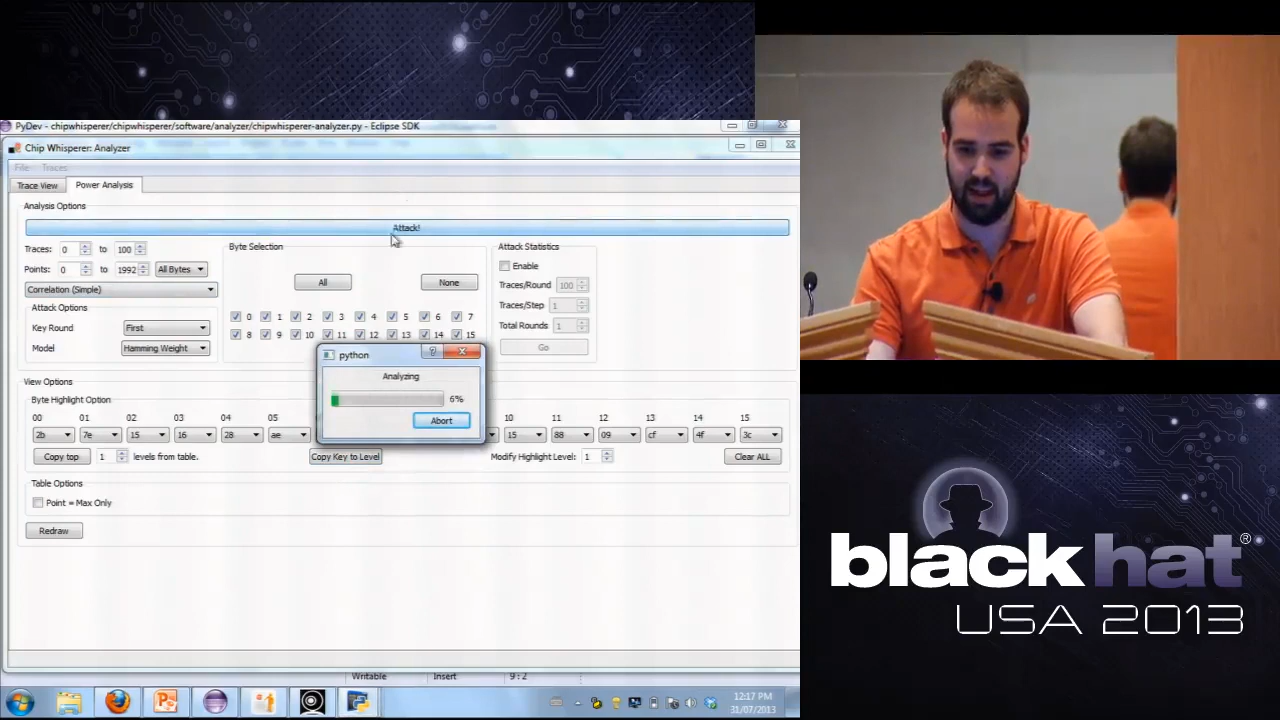 PyDev - chipwhisperer/chipwhisperer/software/analyzer/chipwhisperer-analyzer.py - Eclipse SDK
Chip Whisperer: Analyzer
File Traces
Trace View Power Analysis
Analysis Options
Attack!
Traces: 0 to 100
Points: 0 to 1992 All Bytes
Correlation (Simple)
Attack Options
Key Round First
Model Hamming Weight
Byte Selection
All None
0 1 2 3 4 5 6 7
8 9 10 11 12 13 14 15
Attack Statistics
Enable
Traces/Round 100
Traces/Step 1
Total Rounds 1
Go
python
Analyzing
6%
Abort
View Options
Byte Highlight Option
00 01 02 03 04 05 10 11 12 13 14 15
2b 7e 15 16 28 ae 15 88 09 cf 4f 3c
Copy top 1 levels from table. Copy Key to Level Modify Highlight Level: 1 Clear ALL
Table Options
Point = Max Only
Redraw
Writable Insert 9 : 2
12:17 PM
31/07/2013
black hat®
USA 2013